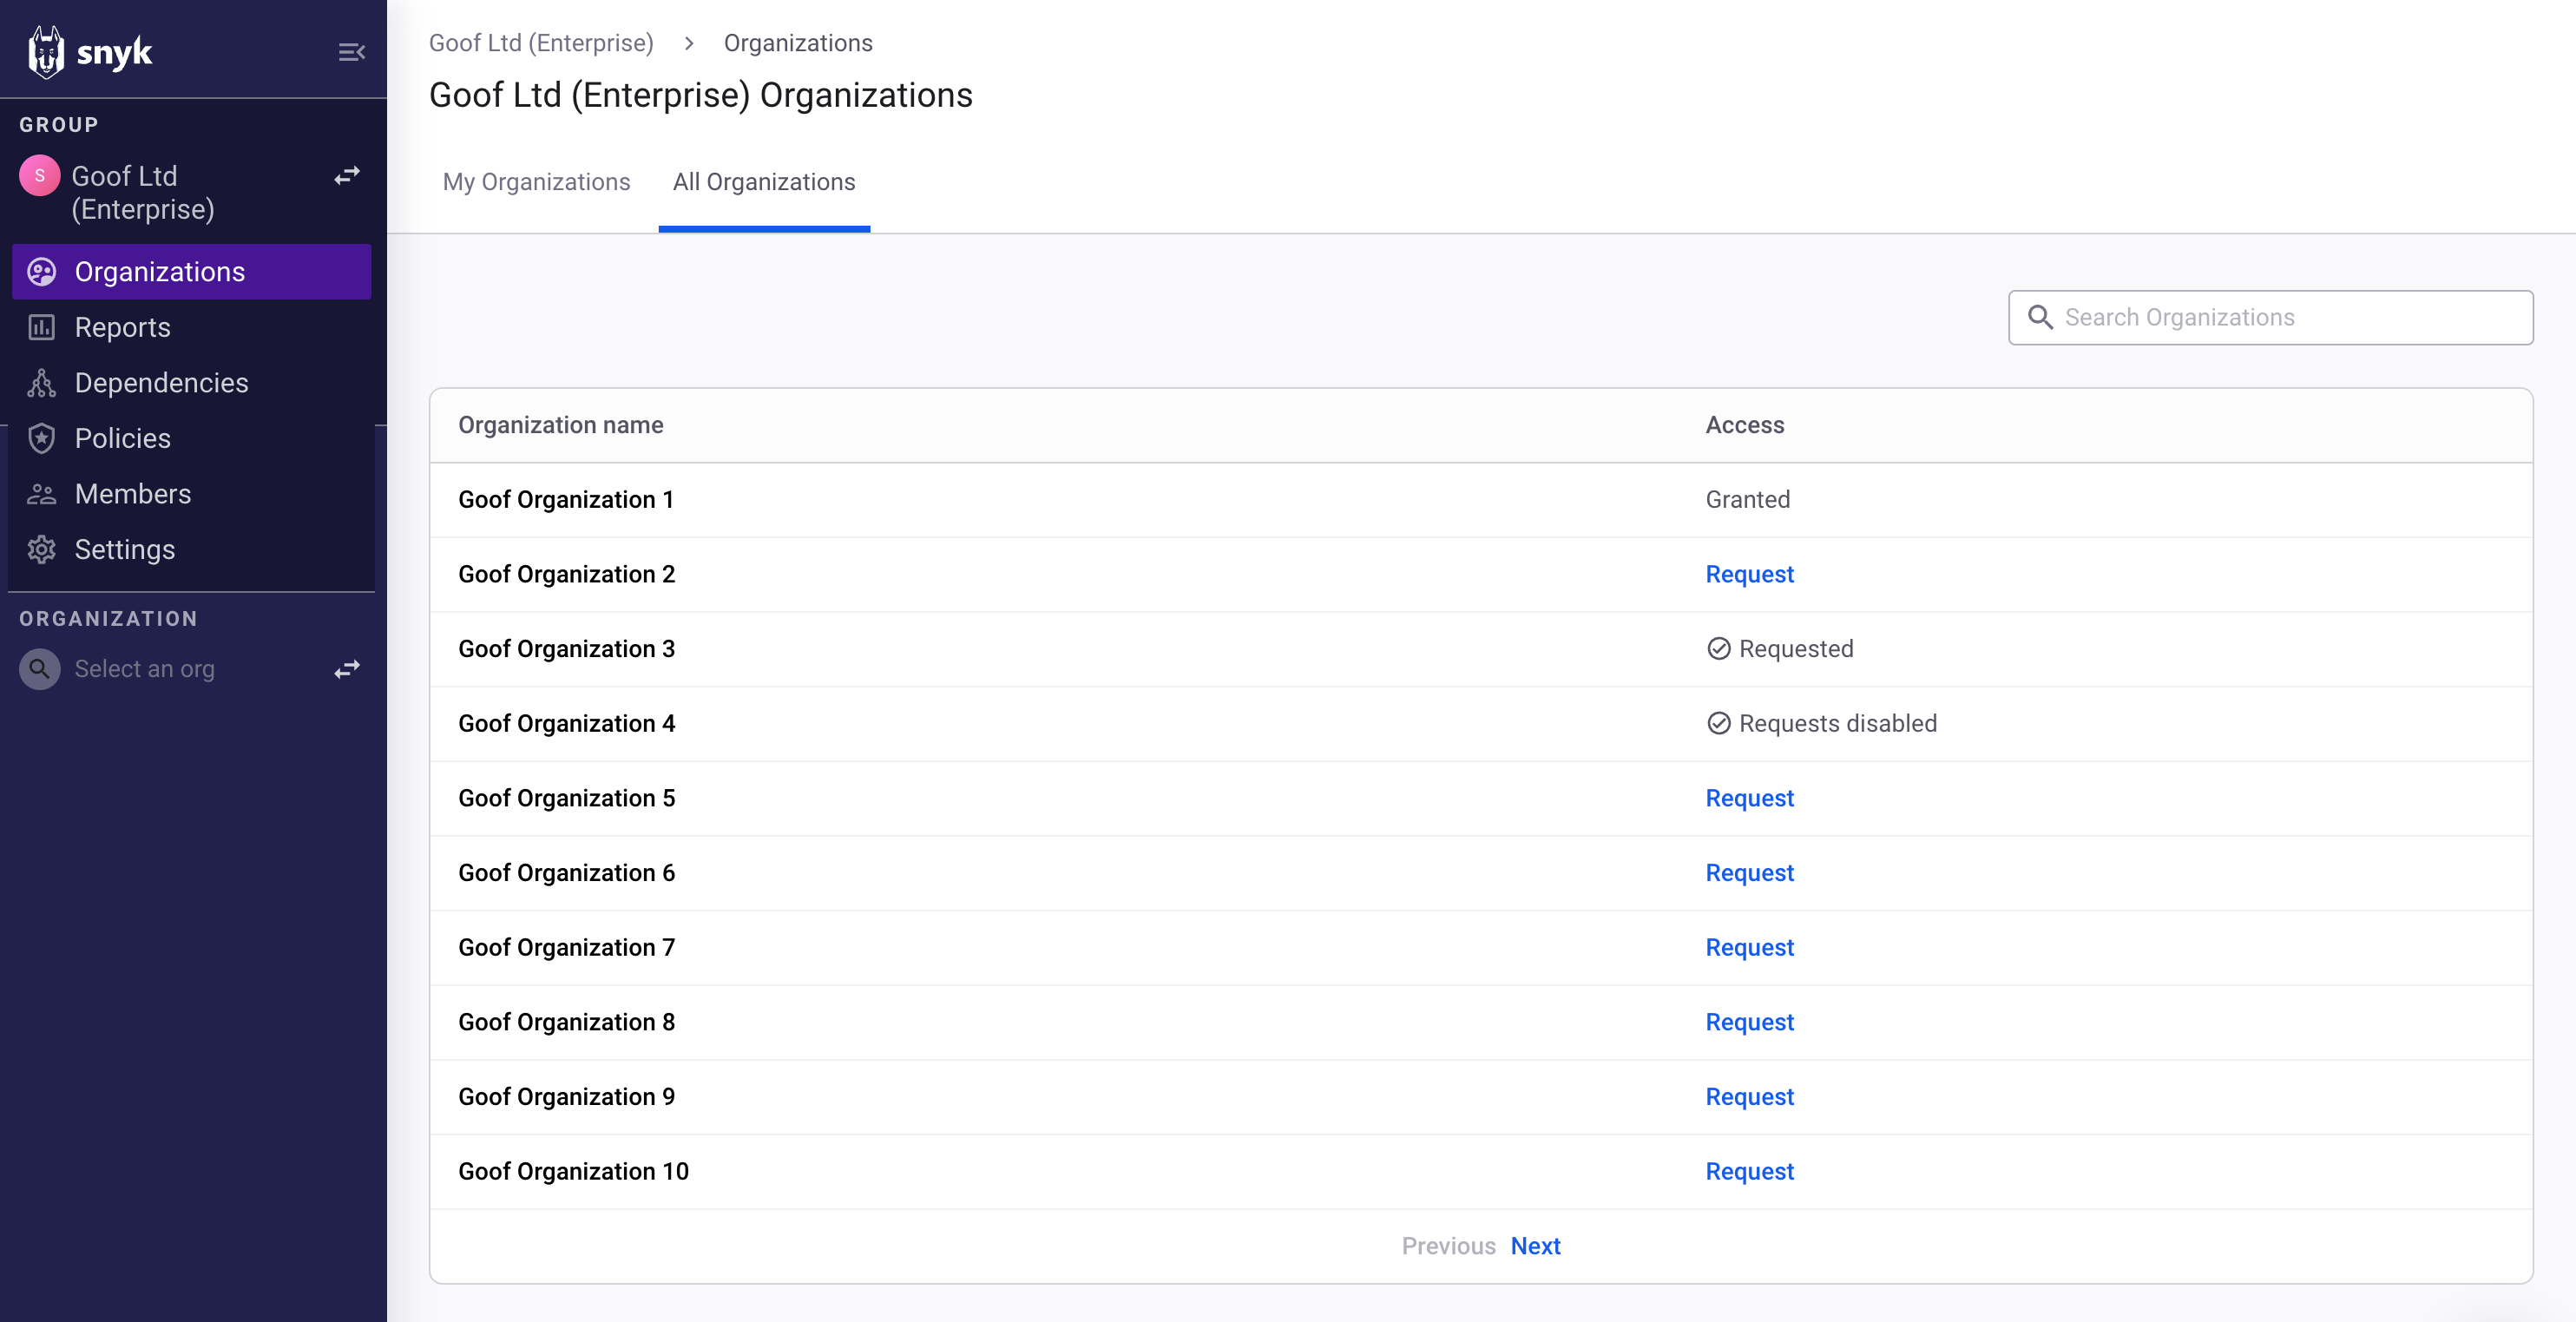 snyk
GROUP
S
Goof Ltd
(Enterprise)
Organizations
Reports
Dependencies
Policies
Members
Settings
ORGANIZATION
Select an org
Goof Ltd (Enterprise) > Organizations
Goof Ltd (Enterprise) Organizations
My Organizations All Organizations
Search Organizations
Organization name Access
Goof Organization 1 Granted
Goof Organization 2 Request
Goof Organization 3 Requested
Goof Organization 4 Requests disabled
Goof Organization 5 Request
Goof Organization 6 Request
Goof Organization 7 Request
Goof Organization 8 Request
Goof Organization 9 Request
Goof Organization 10 Request
Previous Next